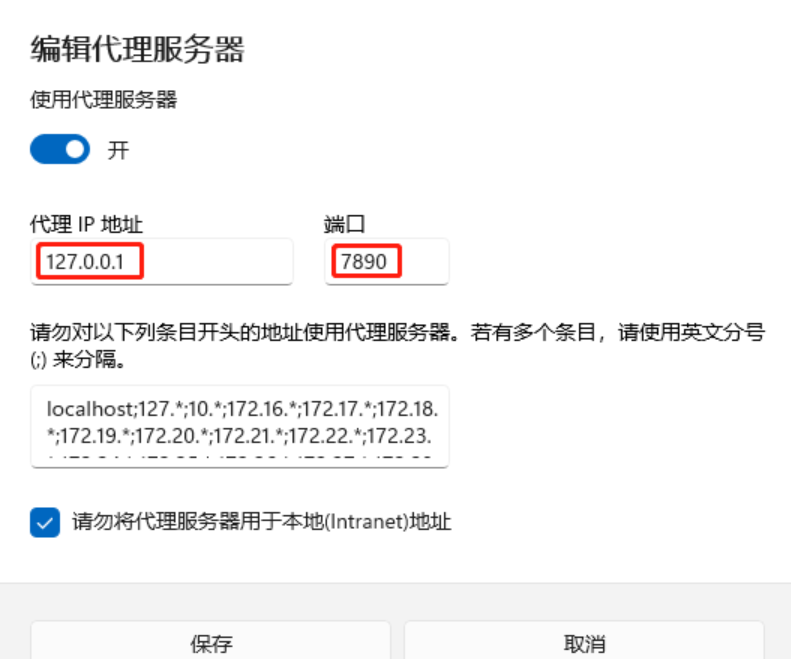 编辑代理服务器
使用代理服务器
开
代理 IP 地址
端口
127.0.0.1
7890
请勿对以下列条目开头的地址使用代理服务器。若有多个条目，请使用英文分号
(;) 来分隔。
localhost;127.*;10.*;172.16.*;172.17.*;172.18.
*;172.19.*;172.20.*;172.21.*;172.22.*;172.23.
请勿将代理服务器用于本地(Intranet)地址
保存
取消